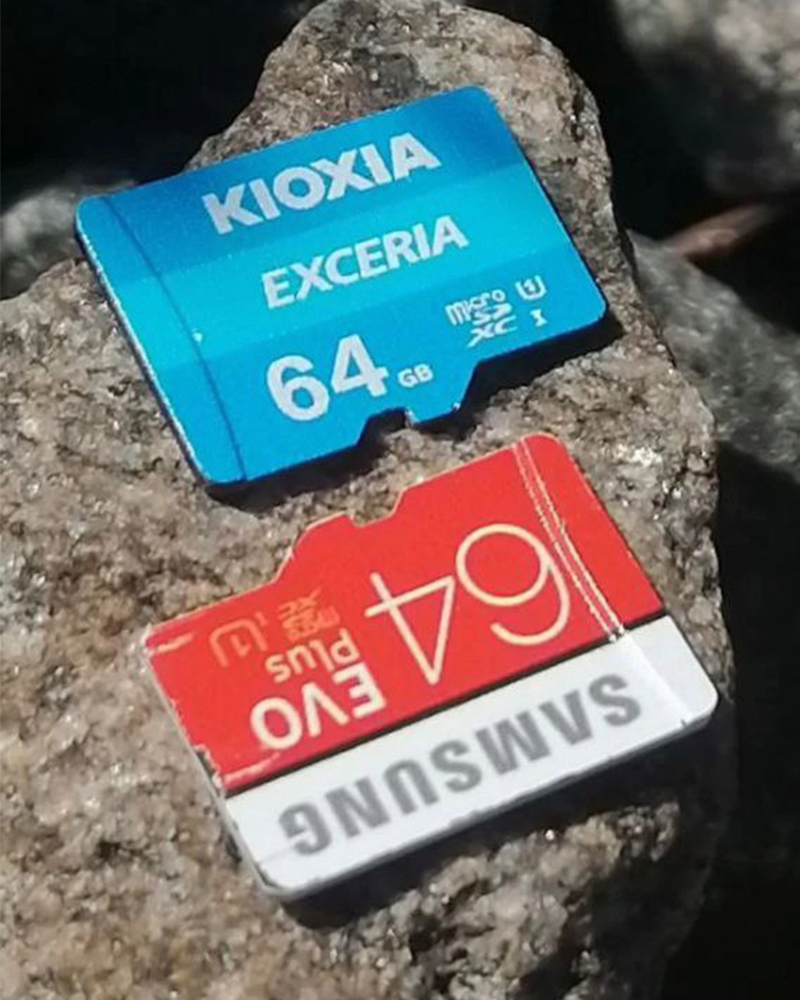 KIOXIA
EXCERIA
64 GB
micro SD XC U1 I
64
EVO
Plus
micro SD XC I U1
SAMSUNG